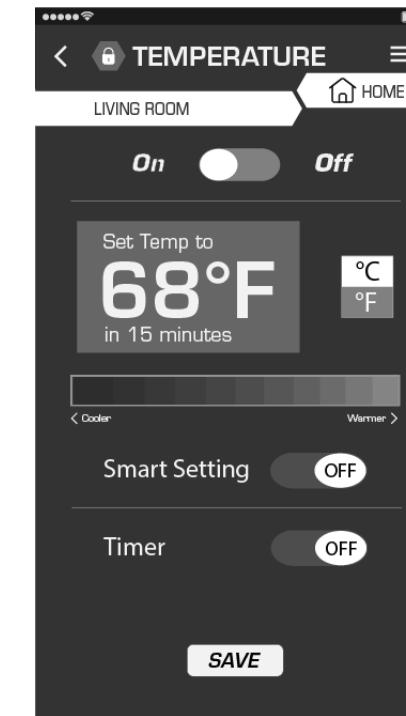 TEMPERATURE
HOME
LIVING ROOM
On Off
Set Temp to
68°F
in 15 minutes
°C
°F
< Cooler Warmer >
Smart Setting OFF
Timer OFF
SAVE